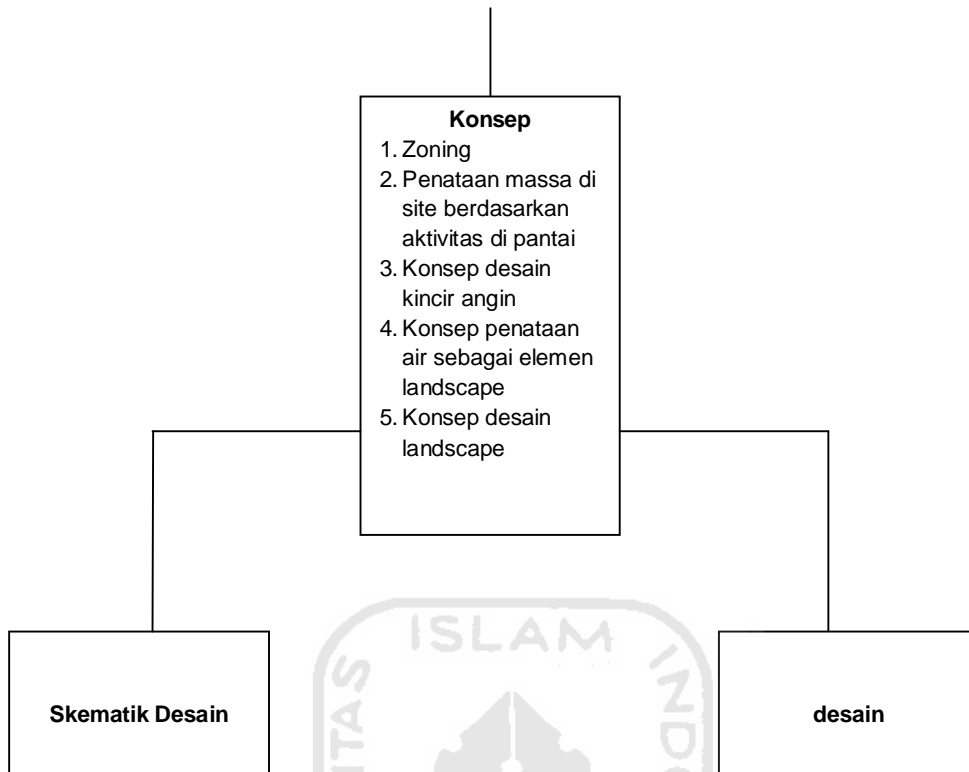 Konsep
1. Zoning
2. Penataan massa di
site berdasarkan
aktivitas di pantai
3. Konsep desain
kincir angin
4. Konsep penataan
air sebagai elemen
landscape
5. Konsep desain
landscape
ISLAM
Skematik Desain
desain